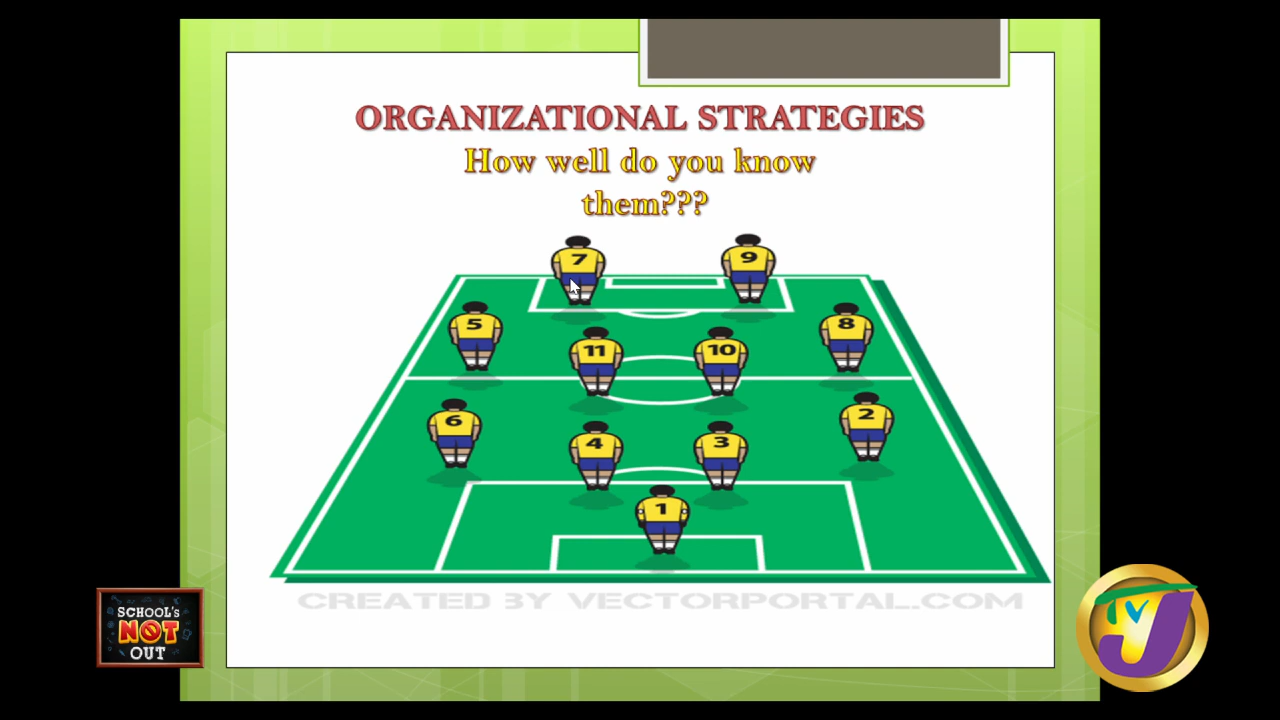 ORGANIZATIONAL STRATEGIES
How well do you know
them???
7
9
5
8
11
10
6
2
4
3
1
CREATED BY VECTORPORTAL.COM
SCHOOL's
NOT
OUT
TVJ